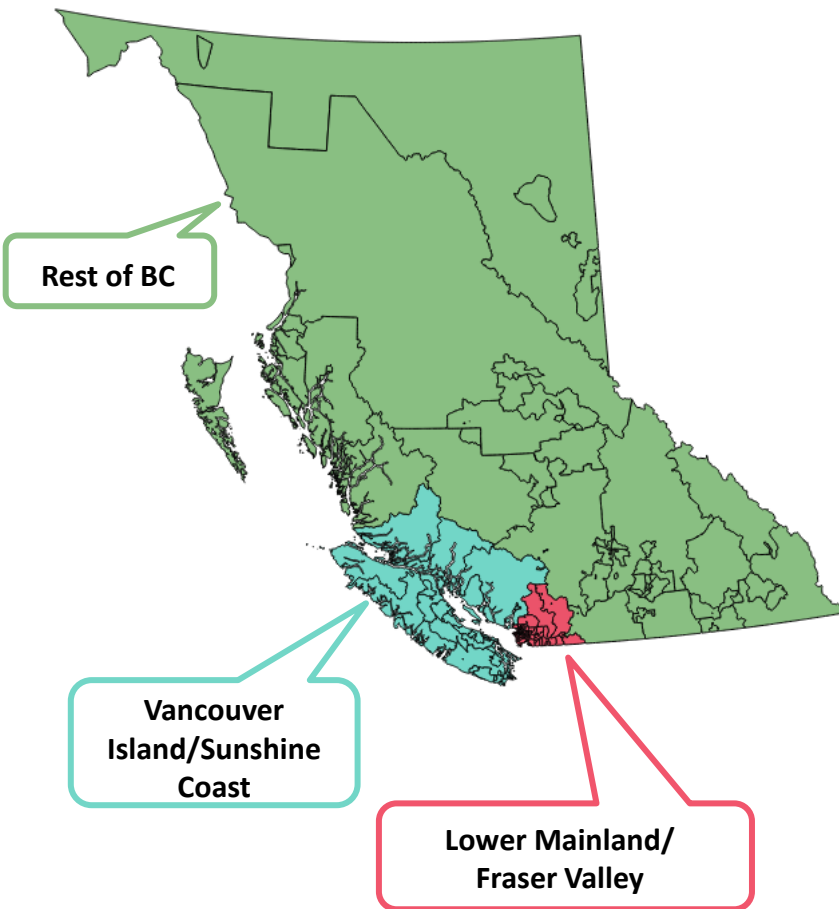 Rest of BC
Vancouver
Island/Sunshine
Coast
Lower Mainland/
Fraser Valley